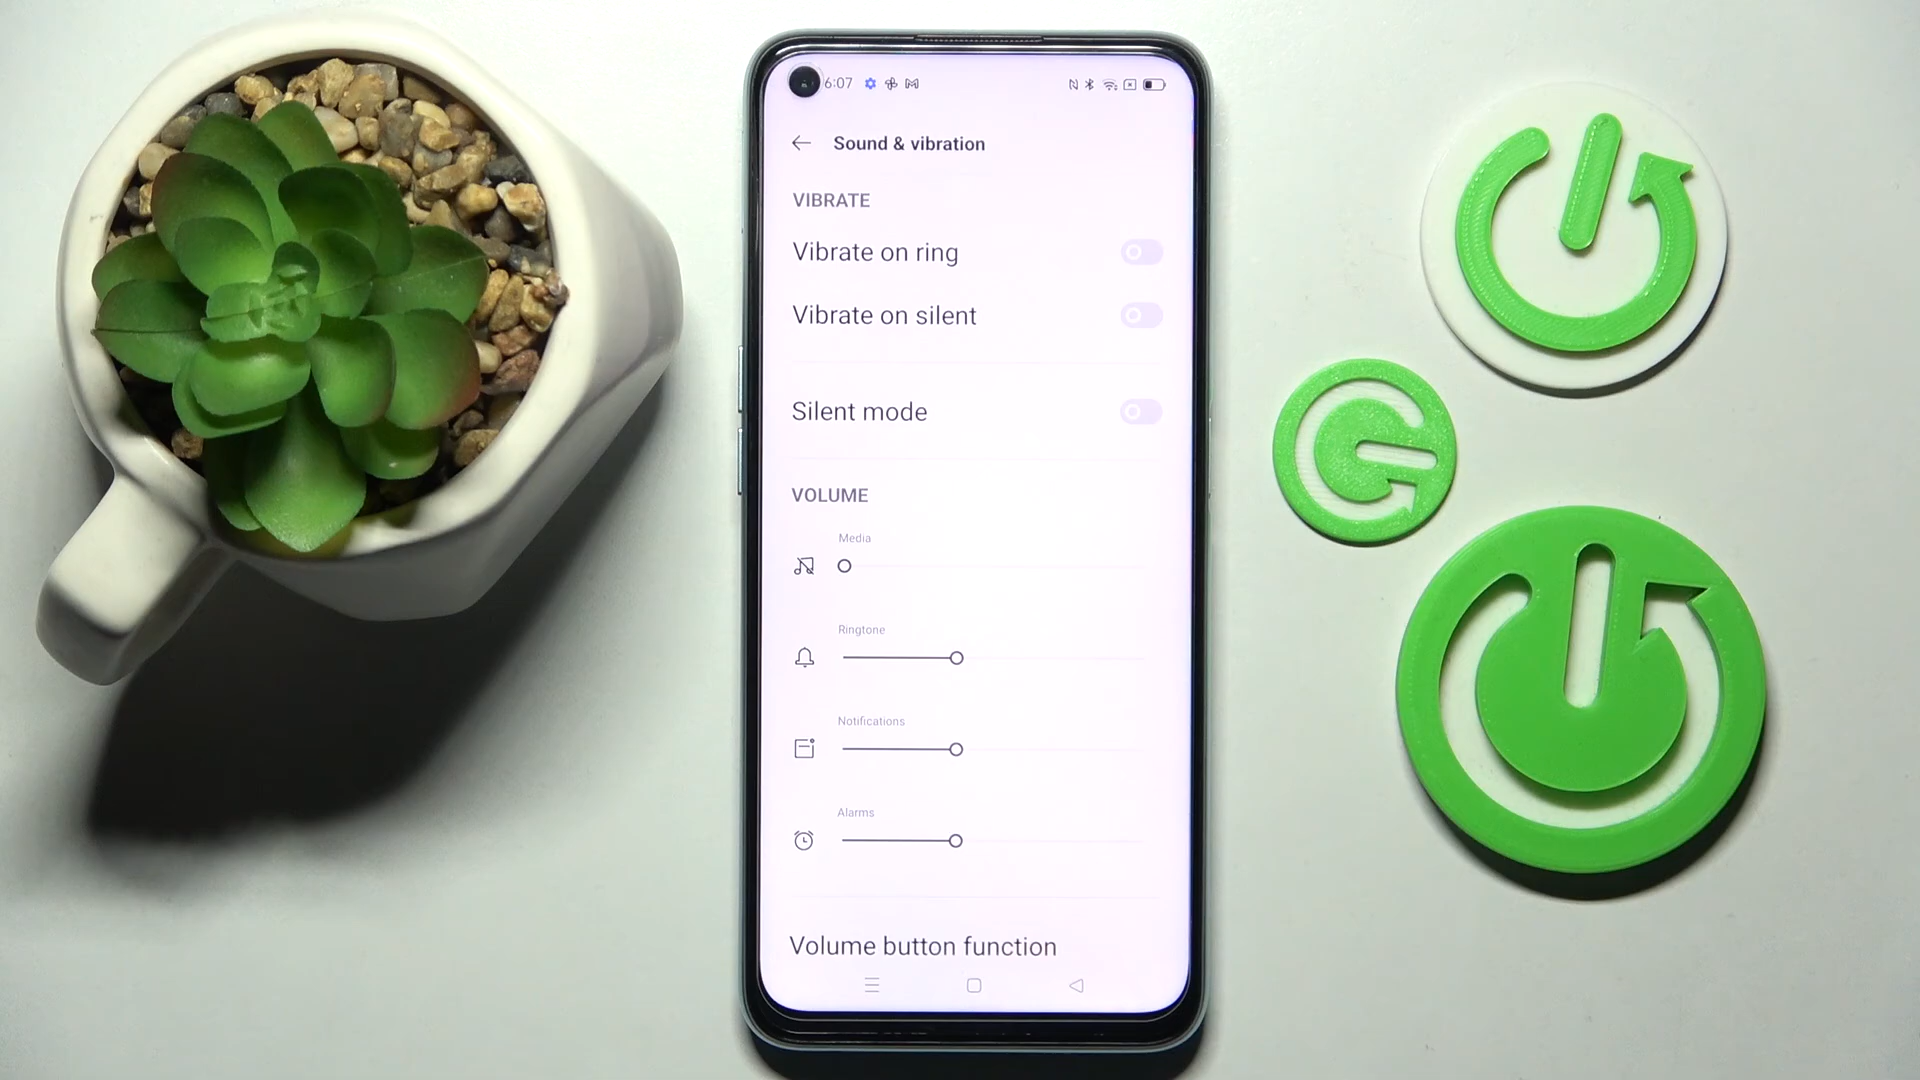 6:07
Sound & vibration
VIBRATE
Vibrate on ring
Vibrate on silent
Silent mode
VOLUME
Media
Ringtone
Notifications
Alarms
Volume button function